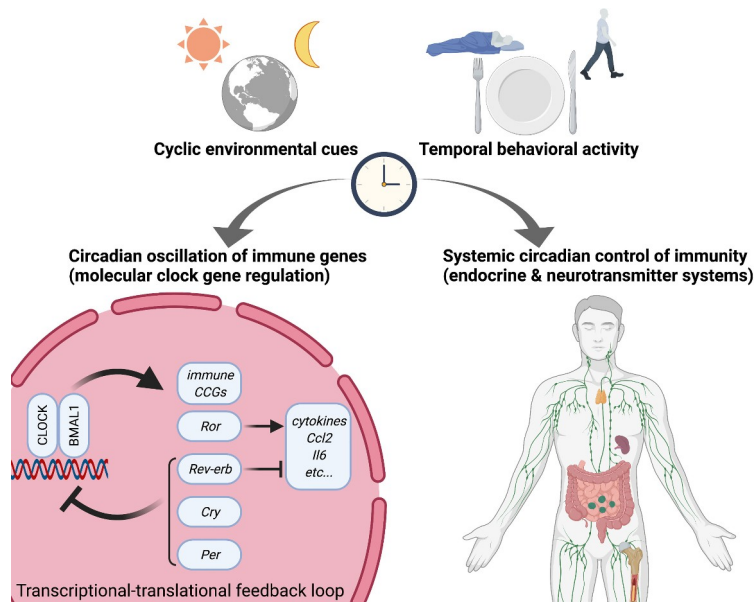 Cyclic environmental cues
Temporal behavioral activity
Circadian oscillation of immune genes
(molecular clock gene regulation)
Systemic circadian control of immunity
(endocrine & neurotransmitter systems)
CLOCK
BMAL1
immune
CCGs
Ror
Rev-erb
Cry
Per
cytokines
Ccl2
Il6
etc...
Transcriptional-translational feedback loop